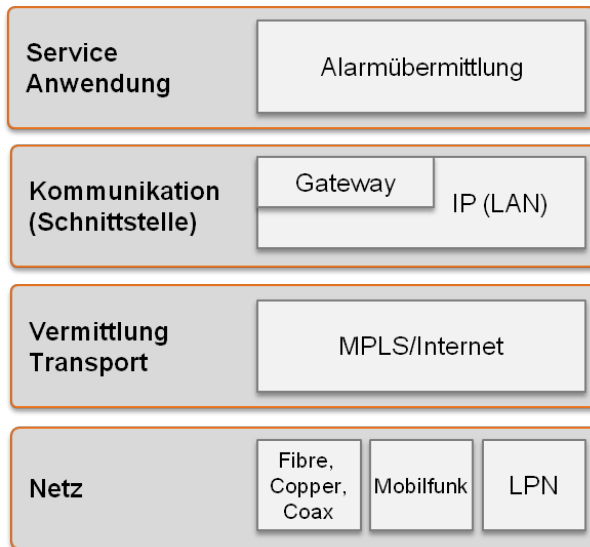 Service
Anwendung
Alarmübermittlung
Kommunikation
(Schnittstelle)
Gateway
IP (LAN)
Vermittlung
Transport
MPLS/Internet
Netz
Fibre,
Copper,
Coax
Mobilfunk
LPN